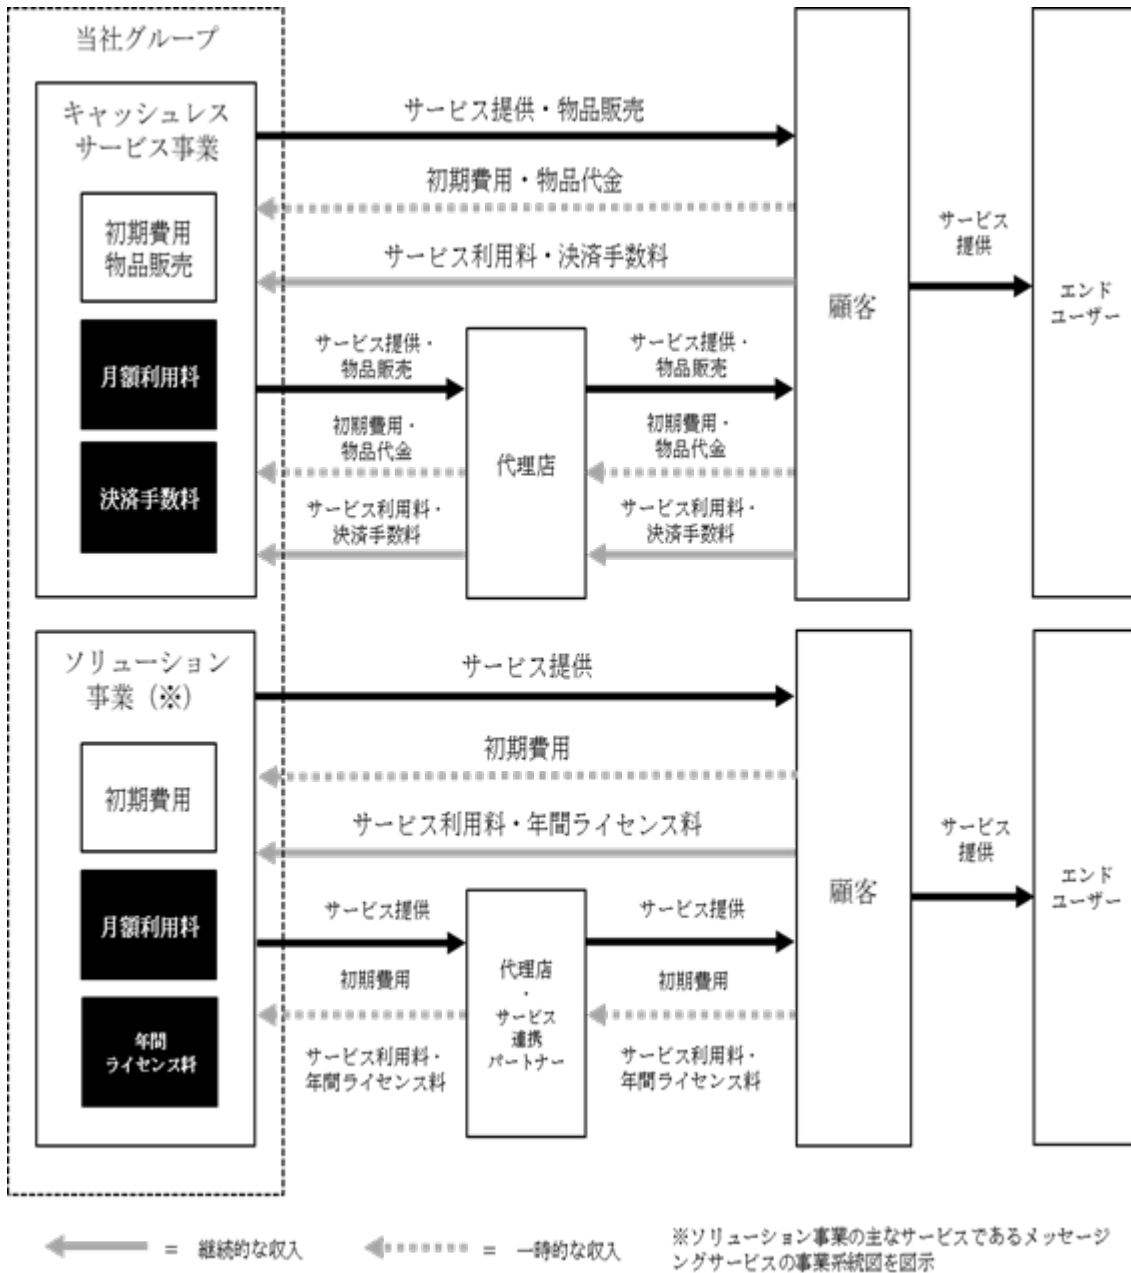 当社グループ
キャッシュレス
サービス事業
初期費用
物品販売
月額利用料
決済手数料
サービス提供・物品販売
初期費用・物品代金
サービス利用料・決済手数料
サービス提供・
物品販売
初期費用・
物品代金
サービス利用料・
決済手数料
代理店
サービス提供・
物品販売
初期費用・
物品代金
サービス利用料・
決済手数料
顧客
サービス
提供
エンド
ユーザー
ソリューション
事業（※）
初期費用
月額利用料
年間
ライセンス料
サービス提供
初期費用
サービス利用料・年間ライセンス料
サービス提供
初期費用
サービス利用料・
年間ライセンス料
代理店
・
サービス
連携
パートナー
サービス提供
初期費用
サービス利用料・
年間ライセンス料
顧客
サービス
提供
エンド
ユーザー
＝ 継続的な収入
＝ 一時的な収入
※ソリューション事業の主なサービスであるメッセージ
ングサービスの事業系統図を図示